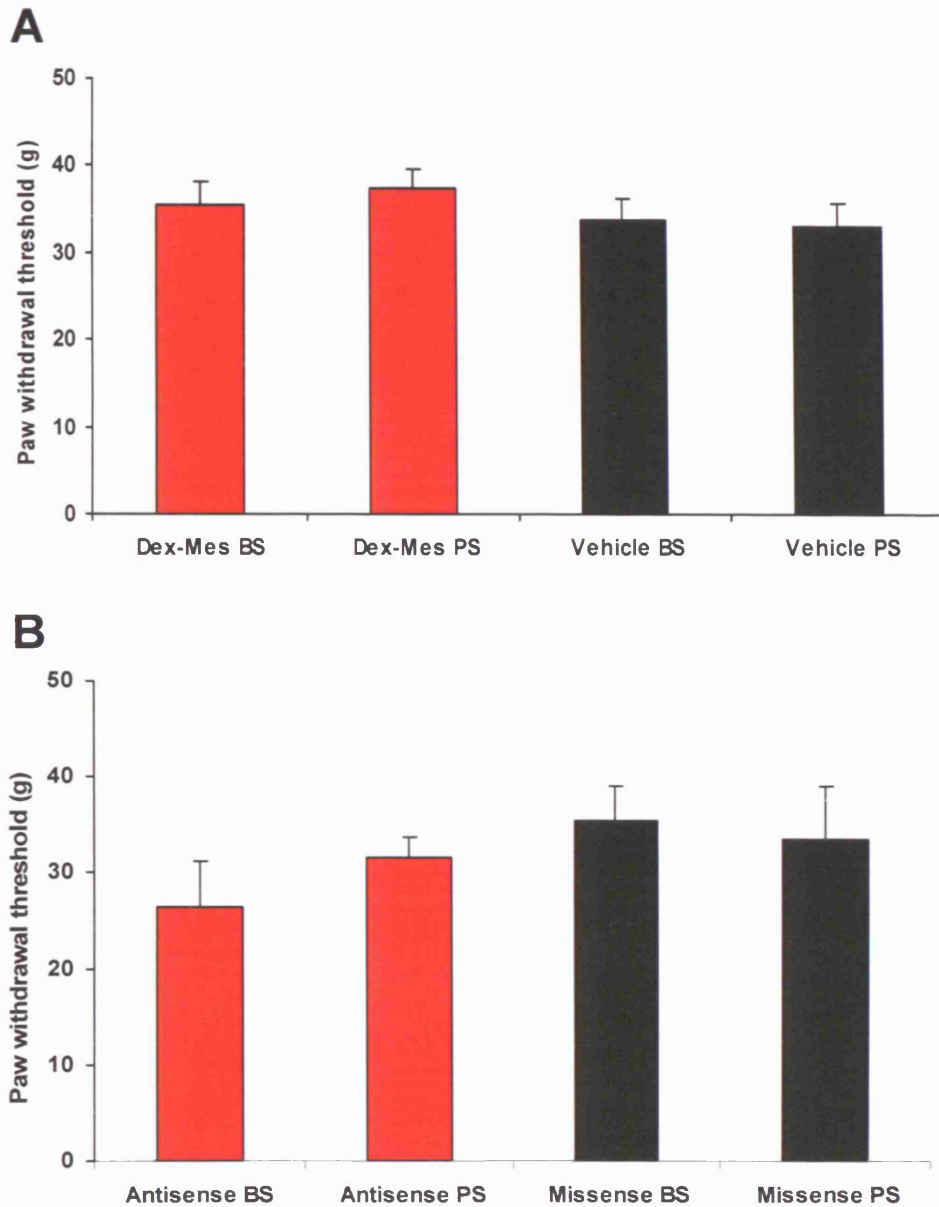 A
Paw withdrawal threshold (g)
50
40
30
20
10
0
Dex-Mes BS Dex-Mes PS Vehicle BS Vehicle PS
B
Paw withdrawal threshold (g)
50
40
30
20
10
0
Antisense BS Antisense PS Missense BS Missense PS